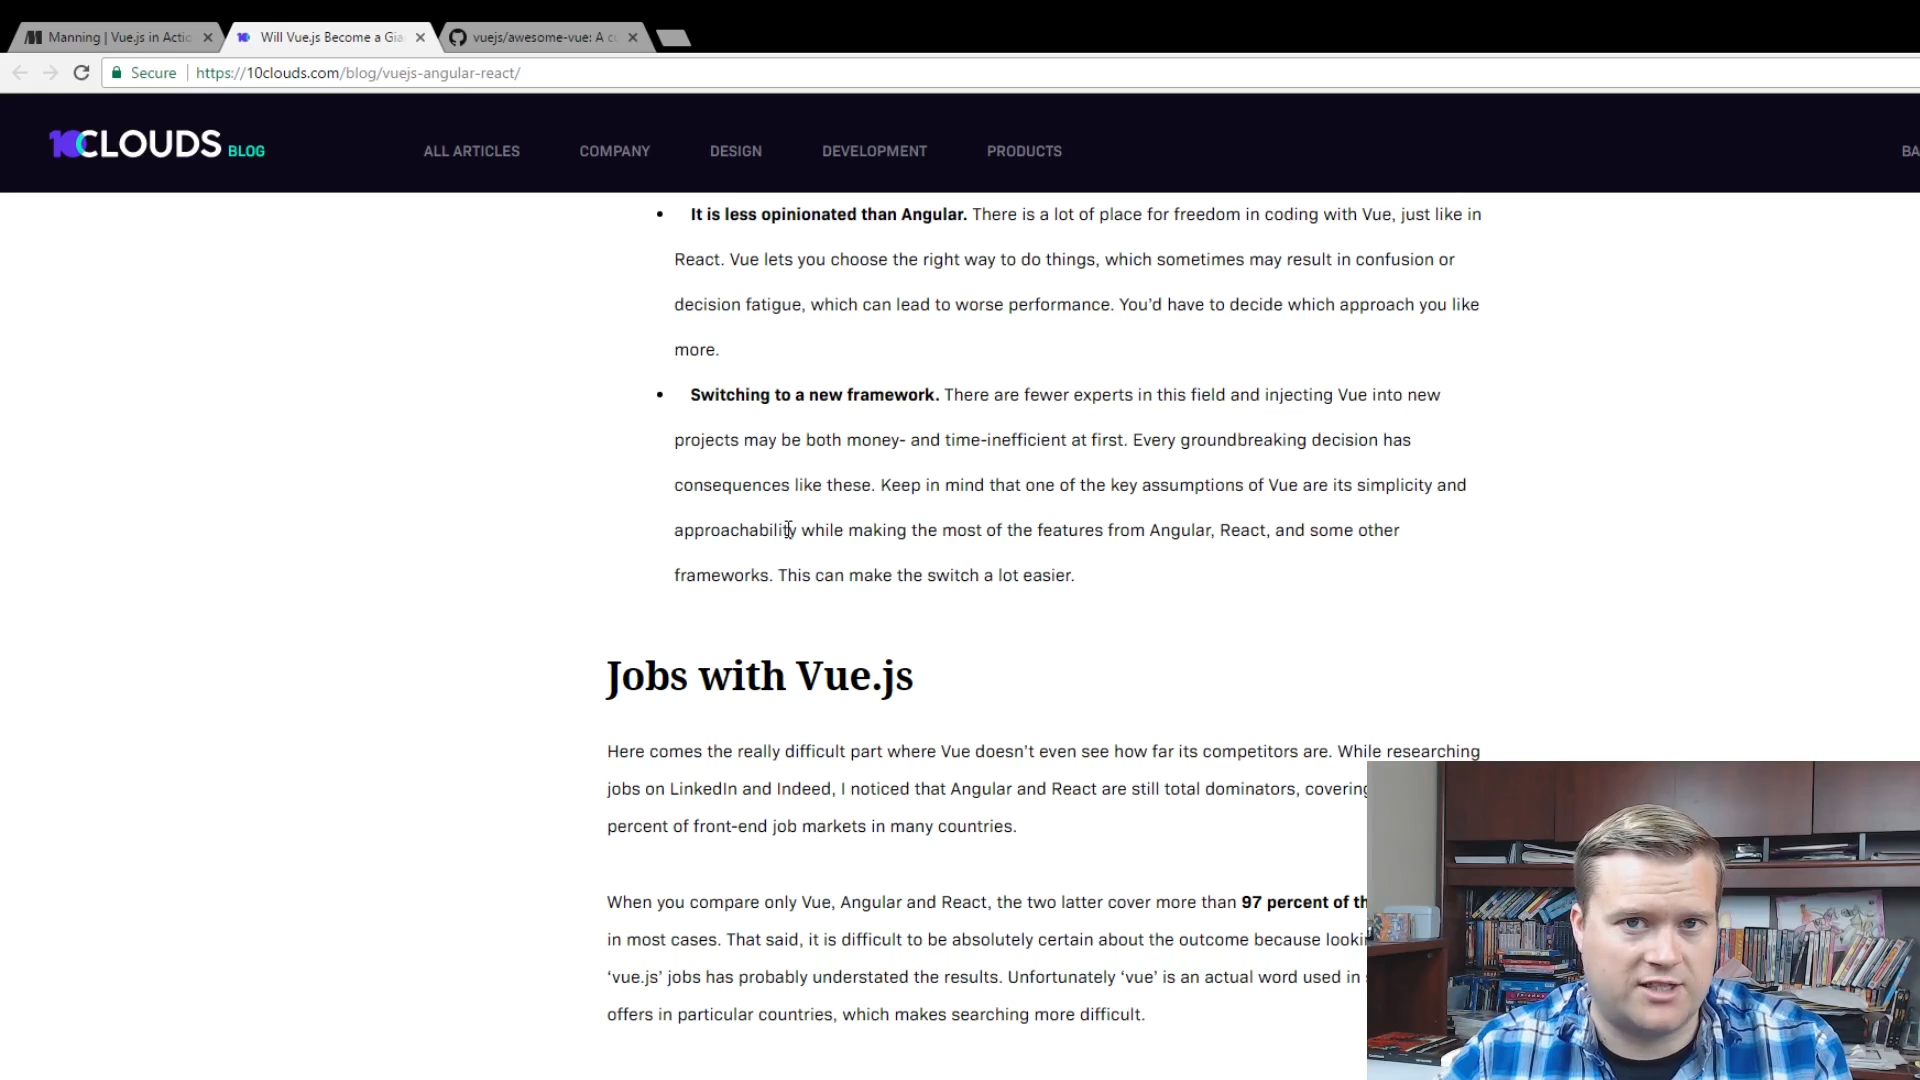 Manning | Vue.js in Actic
Will Vue.js Become a Gia
vuejs/awesome-vue: A cu
Secure | https://10clouds.com/blog/vuejs-angular-react/
10CLOUDS BLOG
ALL ARTICLES
COMPANY
DESIGN
DEVELOPMENT
PRODUCTS
BA
It is less opinionated than Angular. There is a lot of place for freedom in coding with Vue, just like in
React. Vue lets you choose the right way to do things, which sometimes may result in confusion or
decision fatigue, which can lead to worse performance. You’d have to decide which approach you like
more.
Switching to a new framework. There are fewer experts in this field and injecting Vue into new
projects may be both money- and time-inefficient at first. Every groundbreaking decision has
consequences like these. Keep in mind that one of the key assumptions of Vue are its simplicity and
approachability while making the most of the features from Angular, React, and some other
frameworks. This can make the switch a lot easier.
Jobs with Vue.js
Here comes the really difficult part where Vue doesn’t even see how far its competitors are. While researching
jobs on LinkedIn and Indeed, I noticed that Angular and React are still total dominators, covering
percent of front-end job markets in many countries.
When you compare only Vue, Angular and React, the two latter cover more than 97 percent of th
in most cases. That said, it is difficult to be absolutely certain about the outcome because looki
‘vue.js’ jobs has probably understated the results. Unfortunately ‘vue’ is an actual word used in
offers in particular countries, which makes searching more difficult.